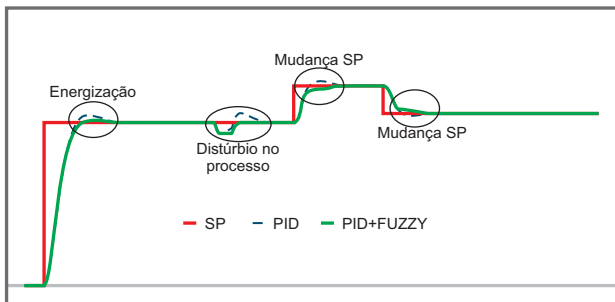 Mudança SP
Energização
Distúrbio no
processo
Mudança SP
SP
PID
PID+FUZZY